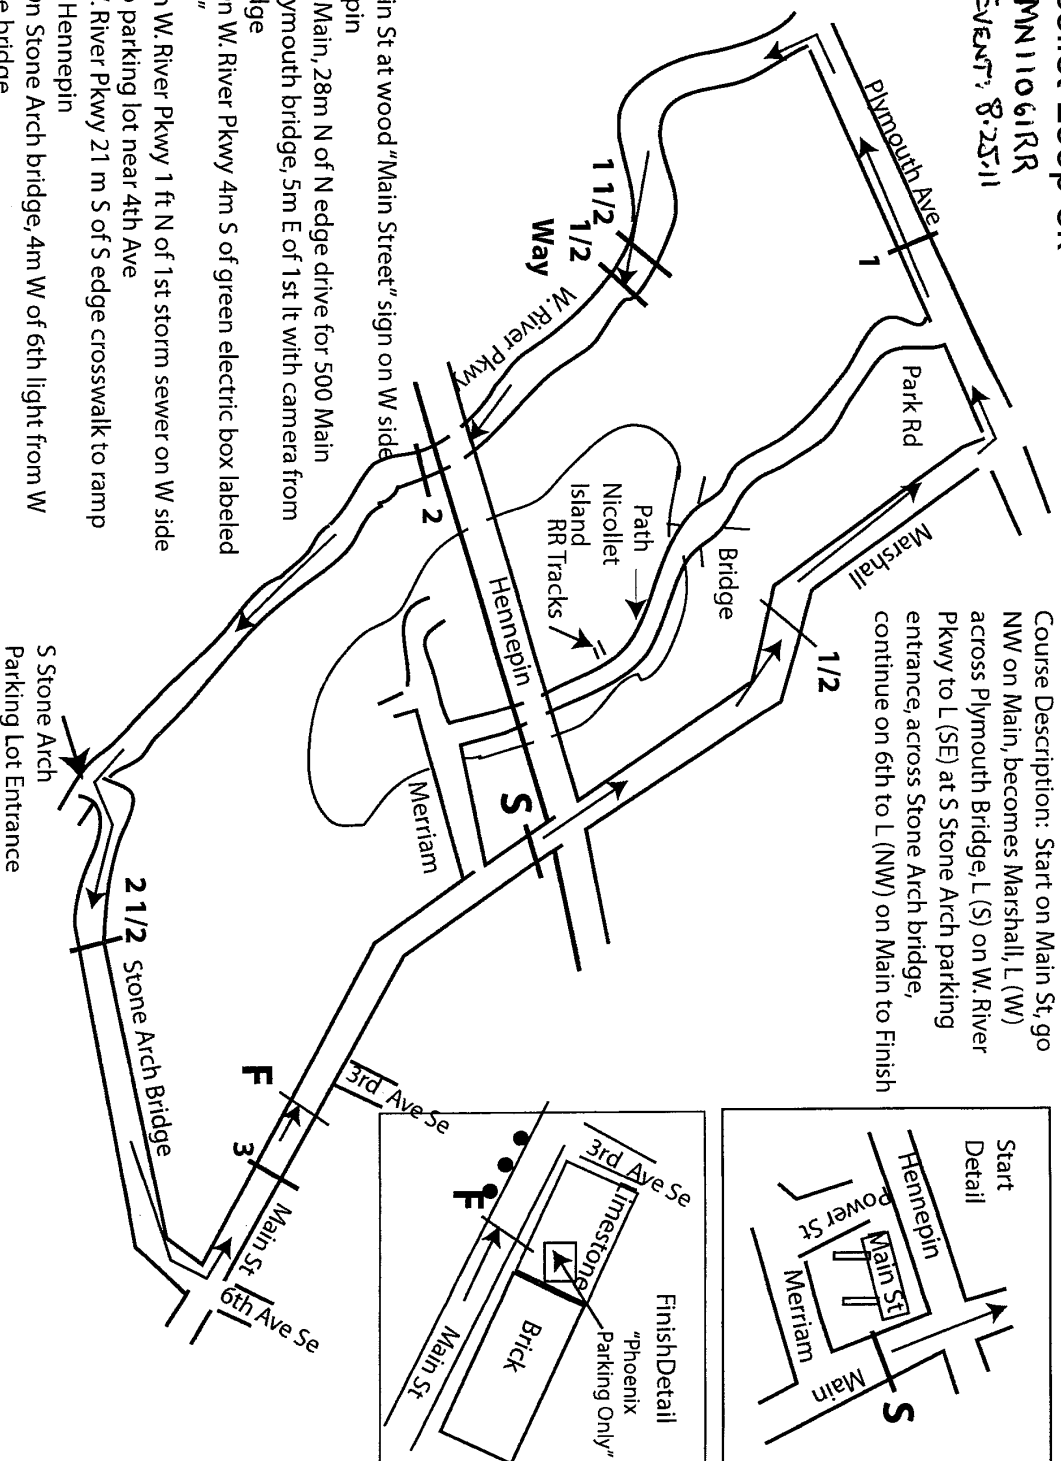 MN11061RR
EVENT: 8.25.11
Course Description: Start on Main St, go
NW on Main, becomes Marshall, L (W)
across Plymouth Bridge, L (S) on W. River
Pkwy to L (SE) at S Stone Arch parking
entrance, across Stone Arch bridge,
continue on 6th to L (NW) on Main to Finish
Plymouth Ave
1
Park Rd
Marshall
1/2
Bridge
Path
Nicollet
Island
RR Tracks
1 1/2
1/2
Way
W. River Pkwy
2
Hennepin
S
Merriam
S Stone Arch
Parking Lot Entrance
2 1/2
Stone Arch Bridge
3rd Ave Se
F
3
Main St
6th Ave Se
Start
Detail
Hennepin
Power St
Main St
Merriam
Main
S
FinishDetail
"Phoenix
Parking Only"
3rd Ave Se
Limestone
Brick
F
Main St
in St at wood "Main Street" sign on W side
pin
Main, 28m N of N edge drive for 500 Main
ymouth bridge, 5m E of 1st lt with camera from
dge
n W. River Pkwy 4m S of green electric box labeled
"
n W. River Pkwy 1 ft N of 1st storm sewer on W side
parking lot near 4th Ave
. River Pkwy 21 m S of S edge crosswalk to ramp
Hennepin
n Stone Arch bridge, 4m W of 6th light from W
e bridge